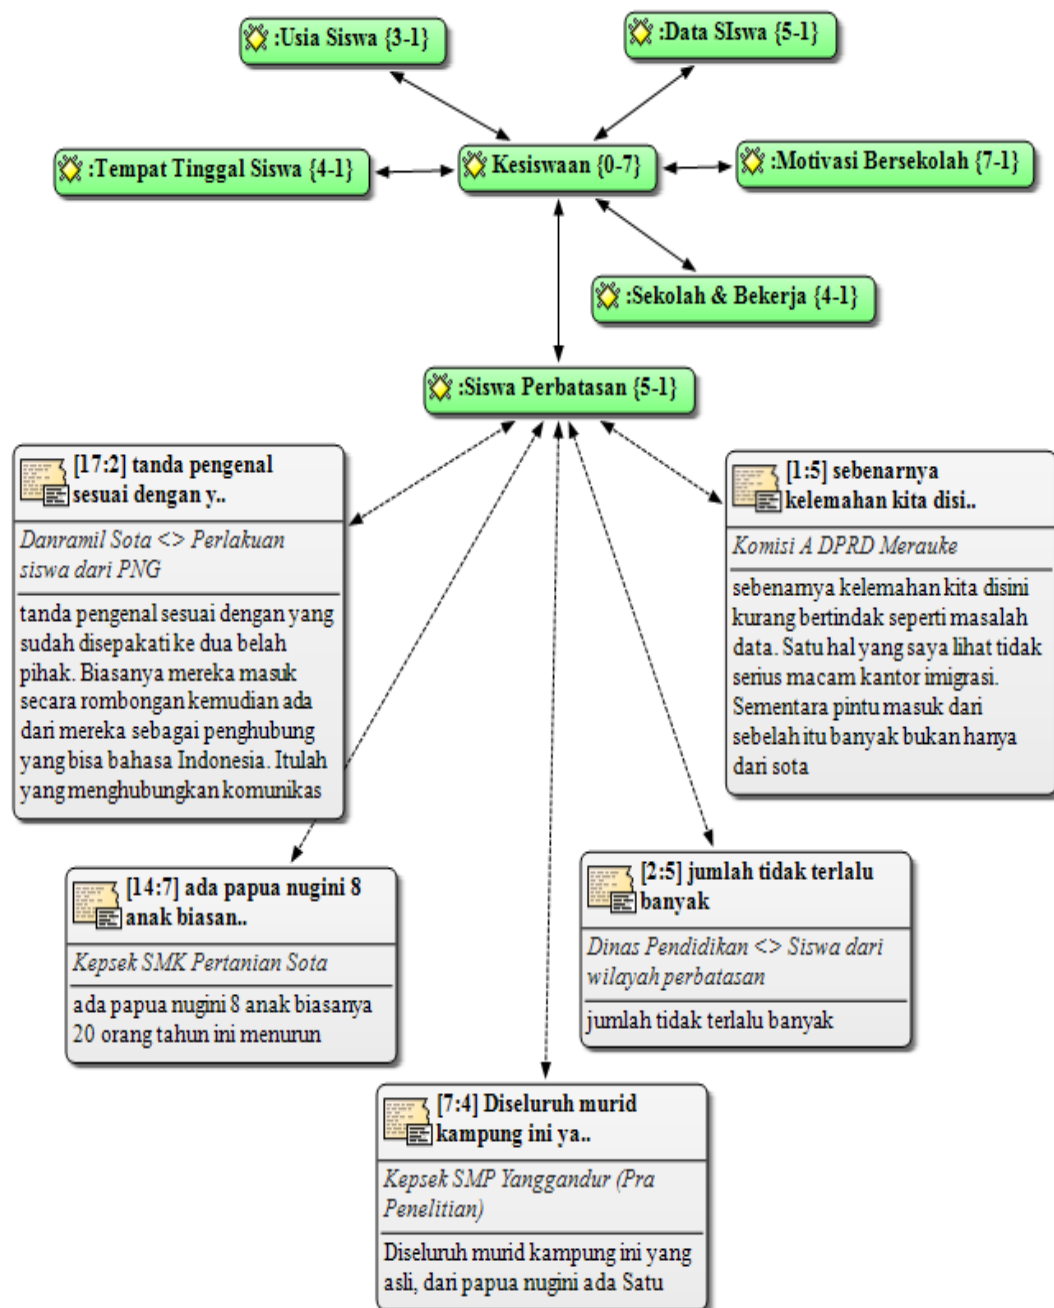 :Usia Siswa {3-1}
:Data SIswa {5-1}
:Tempat Tinggal Siswa {4-1}
Kesiswaan {0-7}
:Motivasi Bersekolah {7-1}
:Sekolah & Bekerja {4-1}
:Siswa Perbatasan {5-1}
[17:2] tanda pengenal
sesuai dengan y..
Danramil Sota <> Perlakuan
siswa dari PNG
tanda pengenal sesuai dengan yang
sudah disepakati ke dua belah
pihak. Biasanya mereka masuk
secara rombongan kemudian ada
dari mereka sebagai penghubung
yang bisa bahasa Indonesia. Itulah
yang menghubungkan komunikas
[1:5] sebenarnya
kelemahan kita disi..
Komisi A DPRD Merauke
sebenarnya kelemahan kita disini
kurang bertindak seperti masalah
data. Satu hal yang saya lihat tidak
serius macam kantor imigrasi.
Sementara pintu masuk dari
sebelah itu banyak bukan hanya
dari sota
[14:7] ada papua nugini 8
anak biasan..
Kepsek SMK Pertanian Sota
ada papua nugini 8 anak biasanya
20 orang tahun ini menurun
[2:5] jumlah tidak terlalu
banyak
Dinas Pendidikan <> Siswa dari
wilayah perbatasan
jumlah tidak terlalu banyak
[7:4] Diseluruh murid
kampung ini ya..
Kepsek SMP Yanggandur (Pra
Penelitian)
Diseluruh murid kampung ini yang
asli, dari papua nugini ada Satu